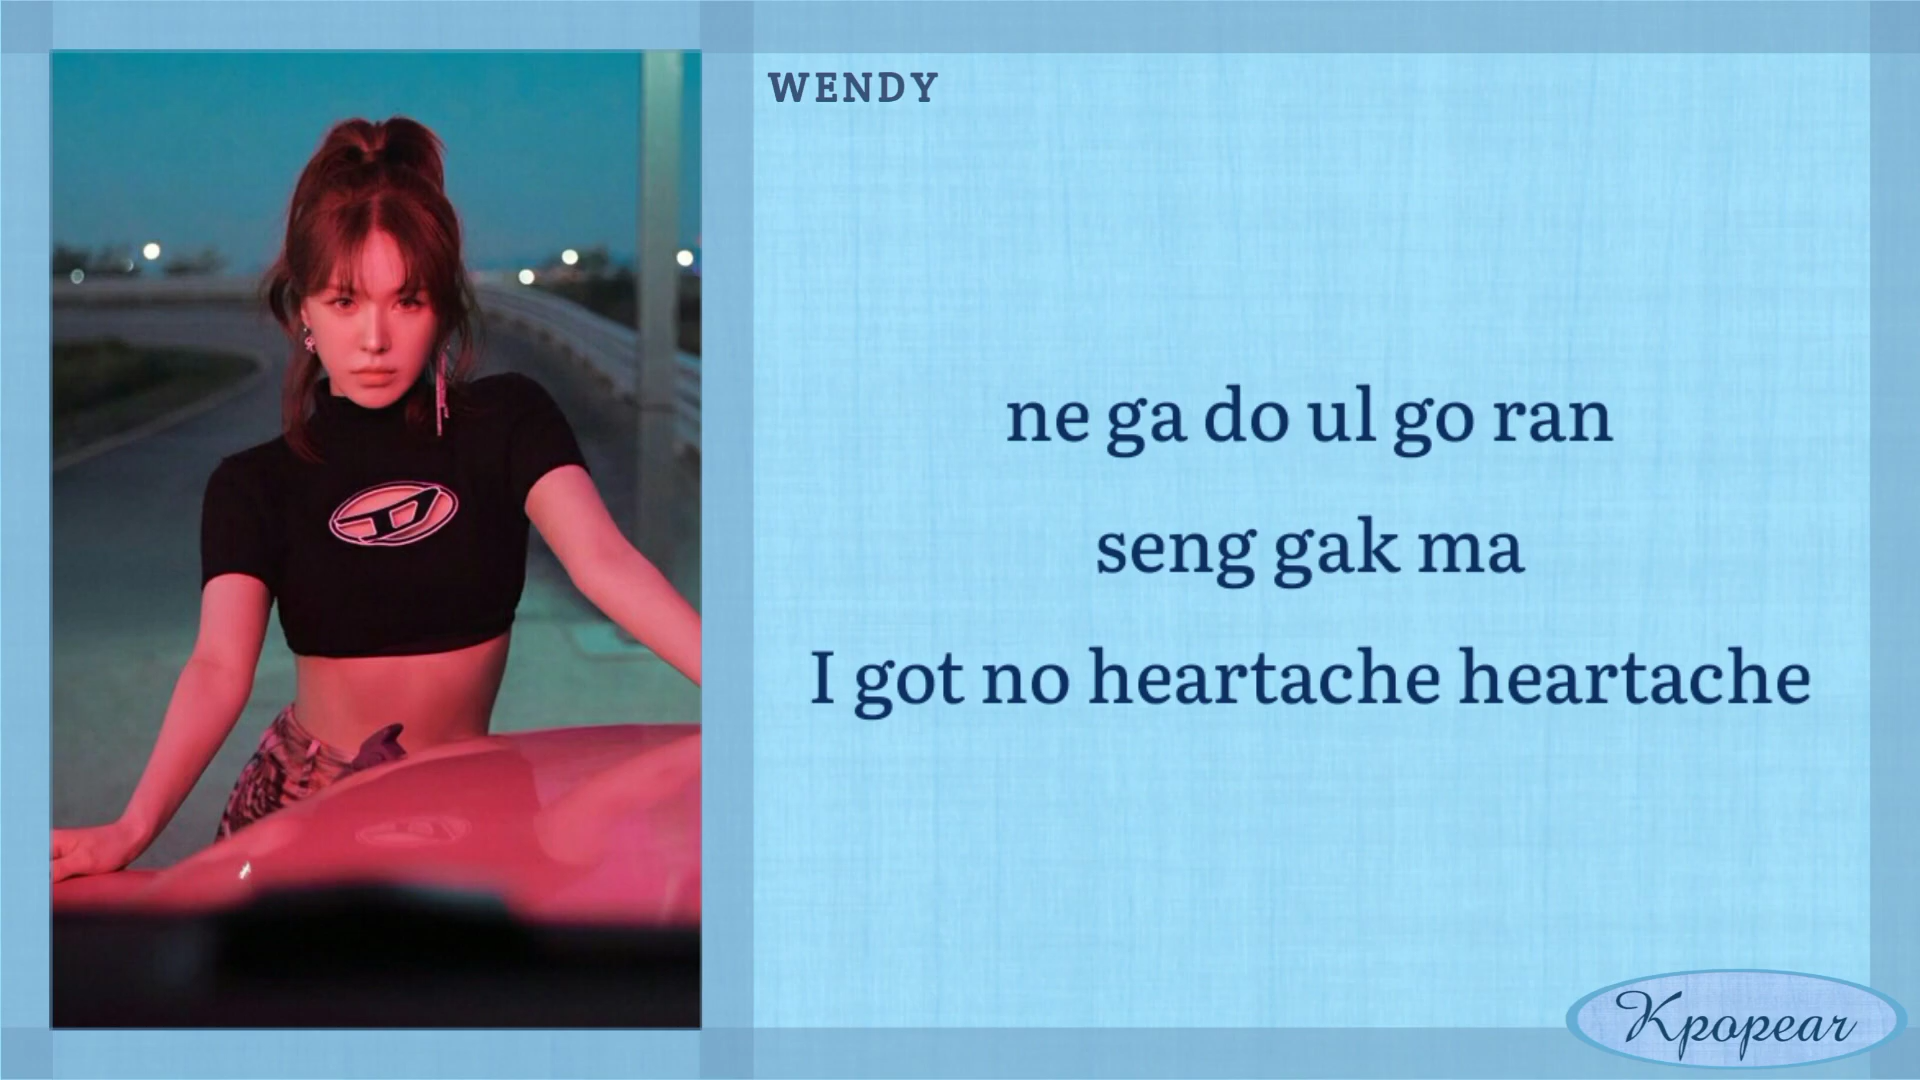 WENDY
ne ga do ul go ran
seng gak ma
I got no heartache heartache
Kpopear